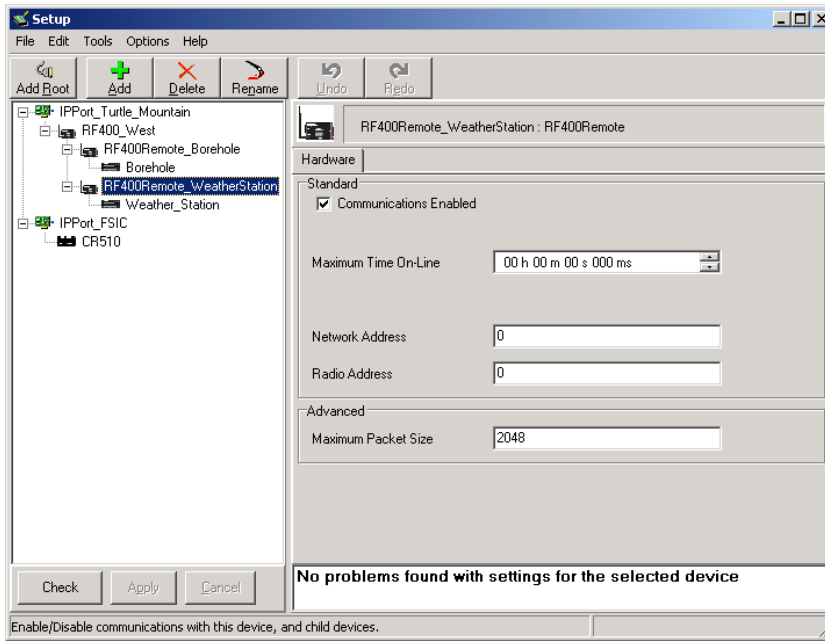 Setup
File Edit Tools Options Help
Add Root Add Delete Rename Undo Redo
IPPort_Turtle_Mountain
RF400_West
RF400Remote_Borehole
Borehole
RF400Remote_WeatherStation
Weather_Station
IPPort_FSIC
CR510
RF400Remote_WeatherStation : RF400Remote
Hardware
Standard
Communications Enabled
Maximum Time On-Line 00 h 00 m 00 s 000 ms
Network Address 0
Radio Address 0
Advanced
Maximum Packet Size 2048
Check Apply Cancel
No problems found with settings for the selected device
Enable/Disable communications with this device, and child devices.